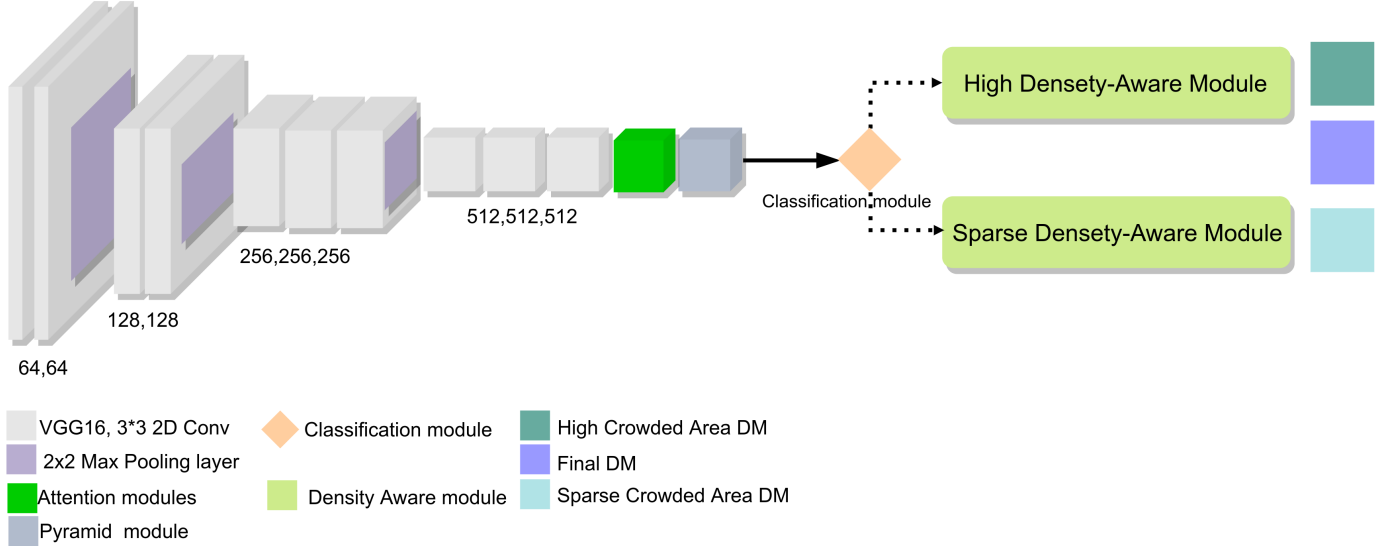 High Densety-Aware Module
Classification module
Sparse Densety-Aware Module
512,512,512
256,256,256
128,128
64,64
VGG16, 3*3 2D Conv
2x2 Max Pooling layer
Attention modules
Pyramid module
Classification module
Density Aware module
High Crowded Area DM
Final DM
Sparse Crowded Area DM